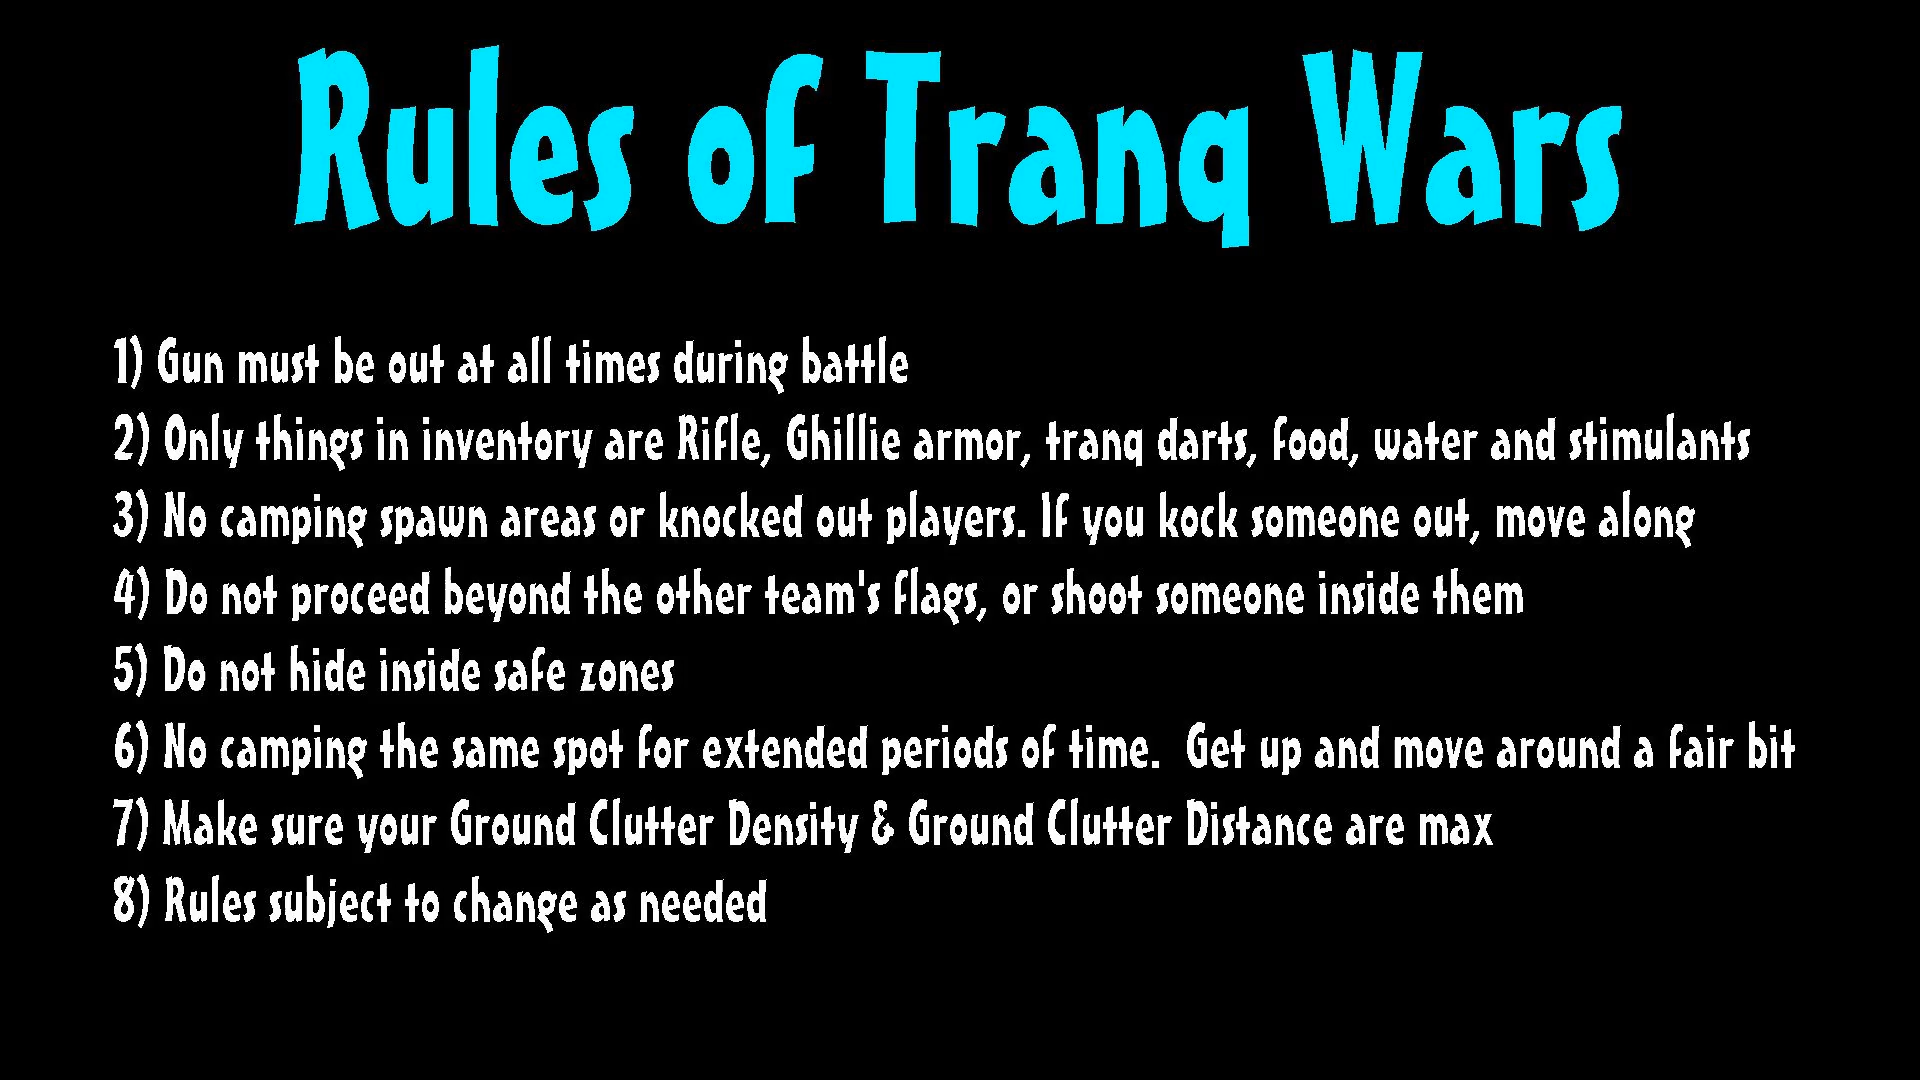 Rules of Tranq Wars
1) Gun must be out at all times during battle
2) Only things in inventory are Rifle, Ghillie armor, tranq darts, food, water and stimulants
3) No camping spawn areas or knocked out players. If you kock someone out, move along
4) Do not proceed beyond the other team's flags, or shoot someone inside them
5) Do not hide inside safe zones
6) No camping the same spot for extended periods of time.  Get up and move around a fair bit
7) Make sure your Ground Clutter Density & Ground Clutter Distance are max
8) Rules subject to change as needed